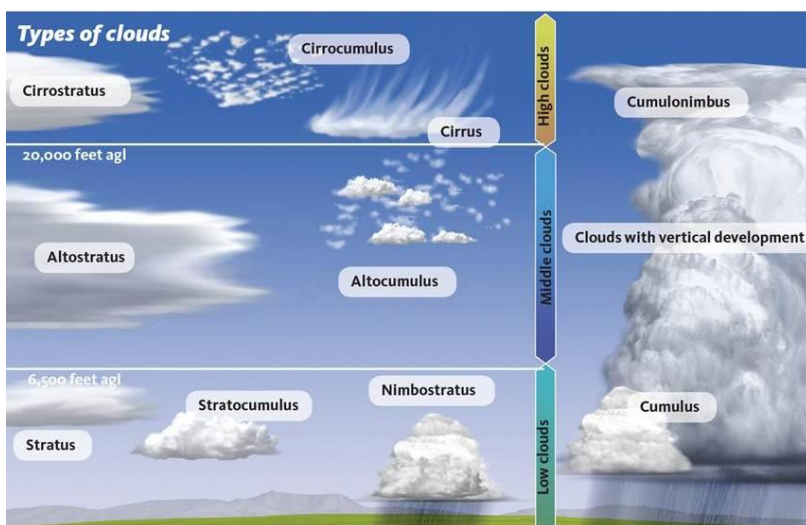 Types of clouds
Cirrocumulus
Cirrostratus
Cirrus
High clouds
Cumulonimbus
20,000 feet agl
Altostratus
Altocumulus
Middle clouds
Clouds with vertical development
6,500 feet agl
Stratus
Stratocumulus
Nimbostratus
Low clouds
Cumulus